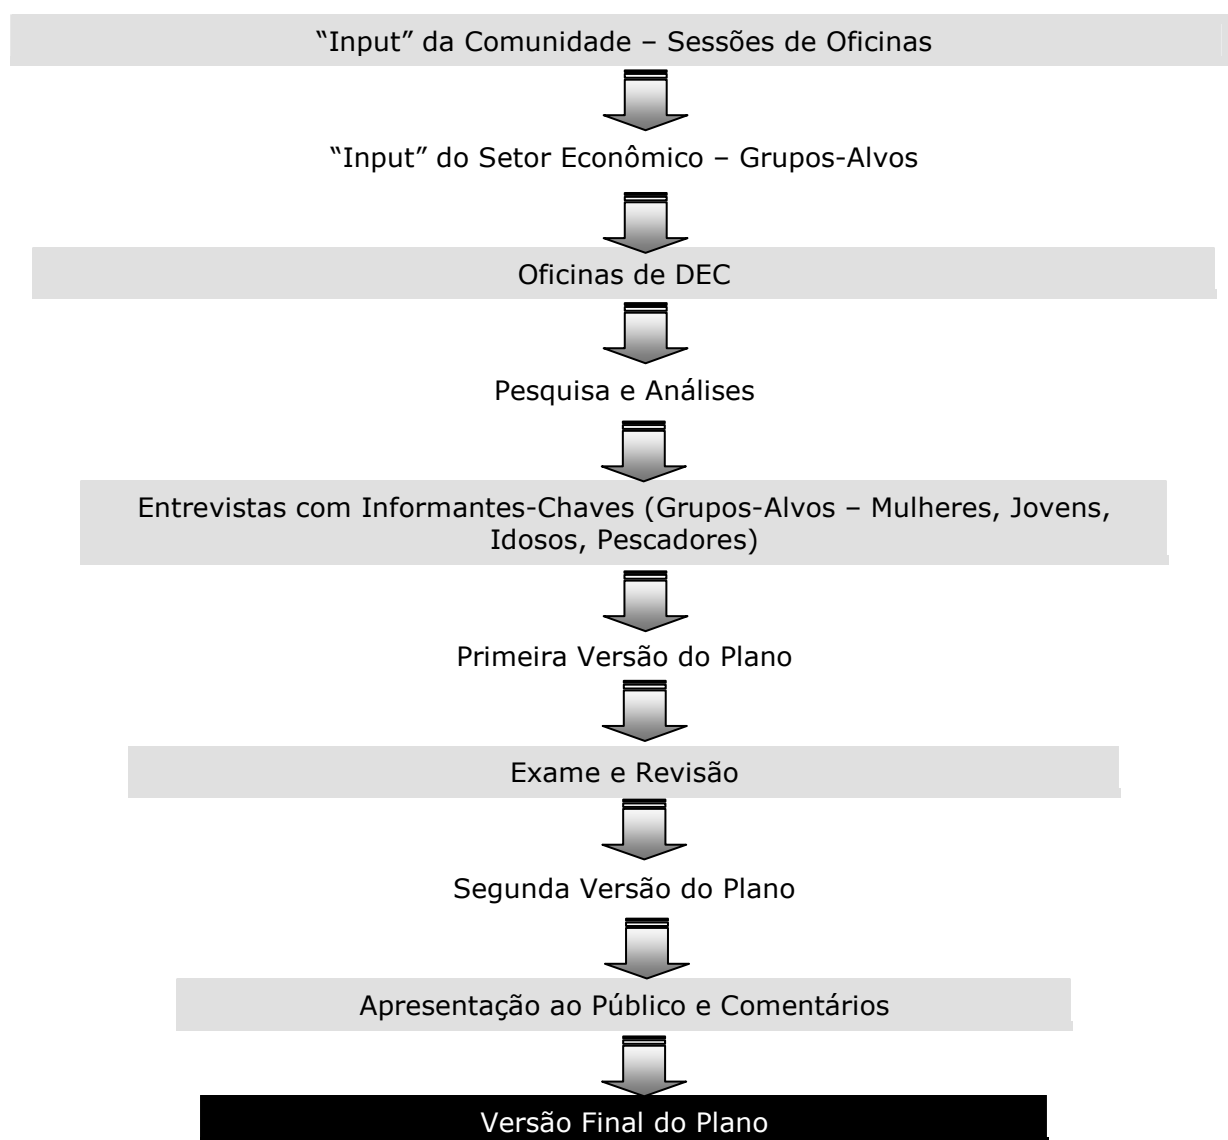 “Input” da Comunidade – Sessões de Oficinas
“Input” do Setor Econômico – Grupos-Alvos
Oficinas de DEC
Pesquisa e Análises
Entrevistas com Informantes-Chaves (Grupos-Alvos – Mulheres, Jovens,
Idosos, Pescadores)
Primeira Versão do Plano
Exame e Revisão
Segunda Versão do Plano
Apresentação ao Público e Comentários
Versão Final do Plano